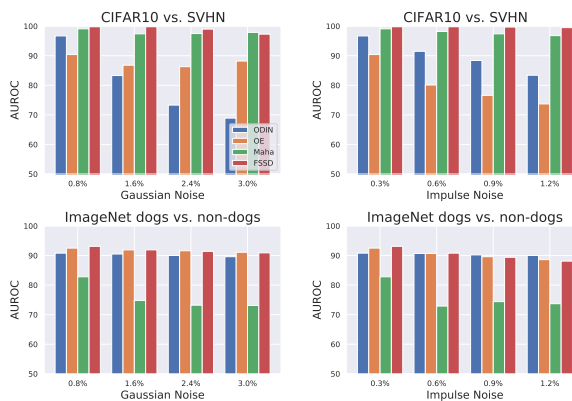 CIFAR10 vs. SVHN
AUROC
100
90
80
70
60
50
0.8% 1.6% 2.4% 3.0%
Gaussian Noise
ODIN
OE
Maha
FSSD
CIFAR10 vs. SVHN
AUROC
100
90
80
70
60
50
0.3% 0.6% 0.9% 1.2%
Impulse Noise
ImageNet dogs vs. non-dogs
AUROC
100
90
80
70
60
50
0.8% 1.6% 2.4% 3.0%
Gaussian Noise
ImageNet dogs vs. non-dogs
AUROC
100
90
80
70
60
50
0.3% 0.6% 0.9% 1.2%
Impulse Noise